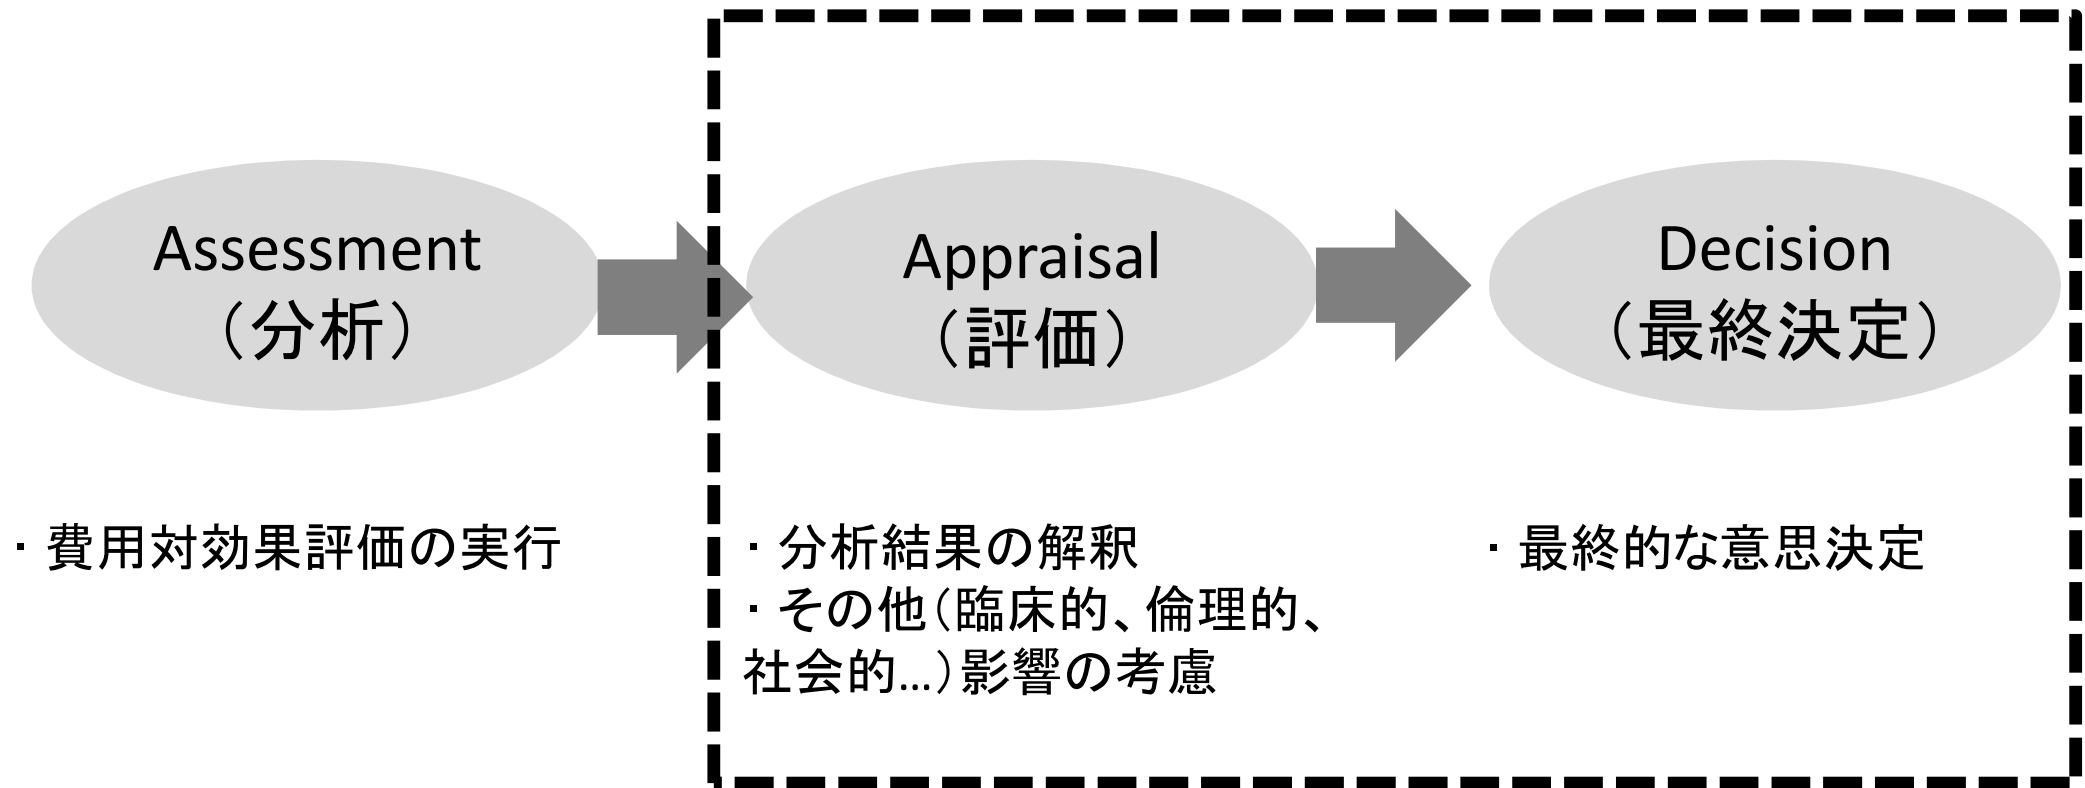 Assessment
（分析）
Appraisal
（評価）
Decision
（最終決定）
・費用対効果評価の実行
・分析結果の解釈
・その他（臨床的、倫理的、
社会的…）影響の考慮
・最終的な意思決定